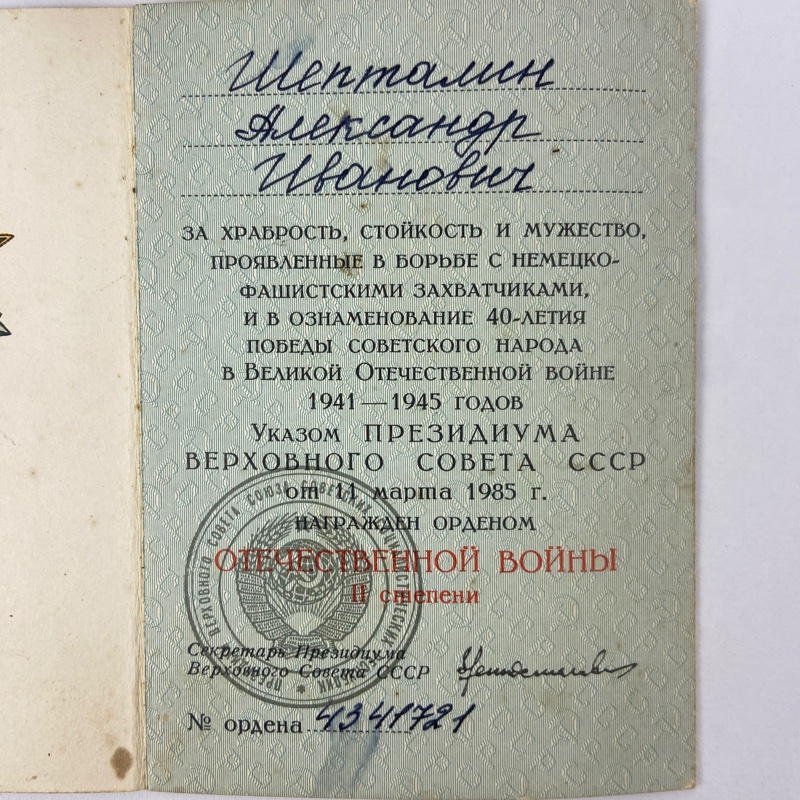 Шепталин
Александр
Иванович
ЗА ХРАБРОСТЬ, СТОЙКОСТЬ И МУЖЕСТВО,
ПРОЯВЛЕННЫЕ В БОРЬБЕ С НЕМЕЦКО-
ФАШИСТСКИМИ ЗАХВАТЧИКАМИ,
И В ОЗНАМЕНОВАНИЕ 40-ЛЕТИЯ
ПОБЕДЫ СОВЕТСКОГО НАРОДА
В ВЕЛИКОЙ ОТЕЧЕСТВЕННОЙ ВОЙНЕ
1941—1945 ГОДОВ
УКАЗОМ ПРЕЗИДИУМА
ВЕРХОВНОГО СОВЕТА СССР
от 11 марта 1985 г.
НАГРАЖДЕН ОРДЕНОМ
ОТЕЧЕСТВЕННОЙ ВОЙНЫ
II степени
Секретарь Президиума
Верховного Совета СССР
№ ордена 4341721